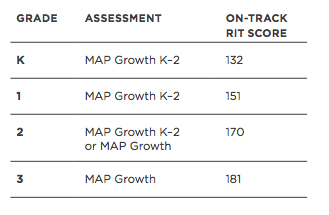 GRADE ASSESSMENT ON-TRACK
RIT SCORE
K MAP Growth K–2 132
1 MAP Growth K–2 151
2 MAP Growth K–2 170
or MAP Growth
3 MAP Growth 181